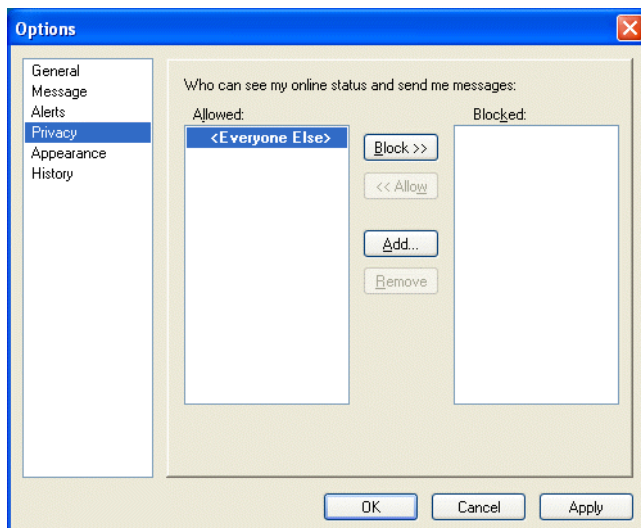 Options
General
Message
Alerts
Privacy
Appearance
History
Who can see my online status and send me messages:
Allowed:
<Everyone Else>
Block >>
<< Allow
Add...
Remove
Blocked:
OK
Cancel
Apply